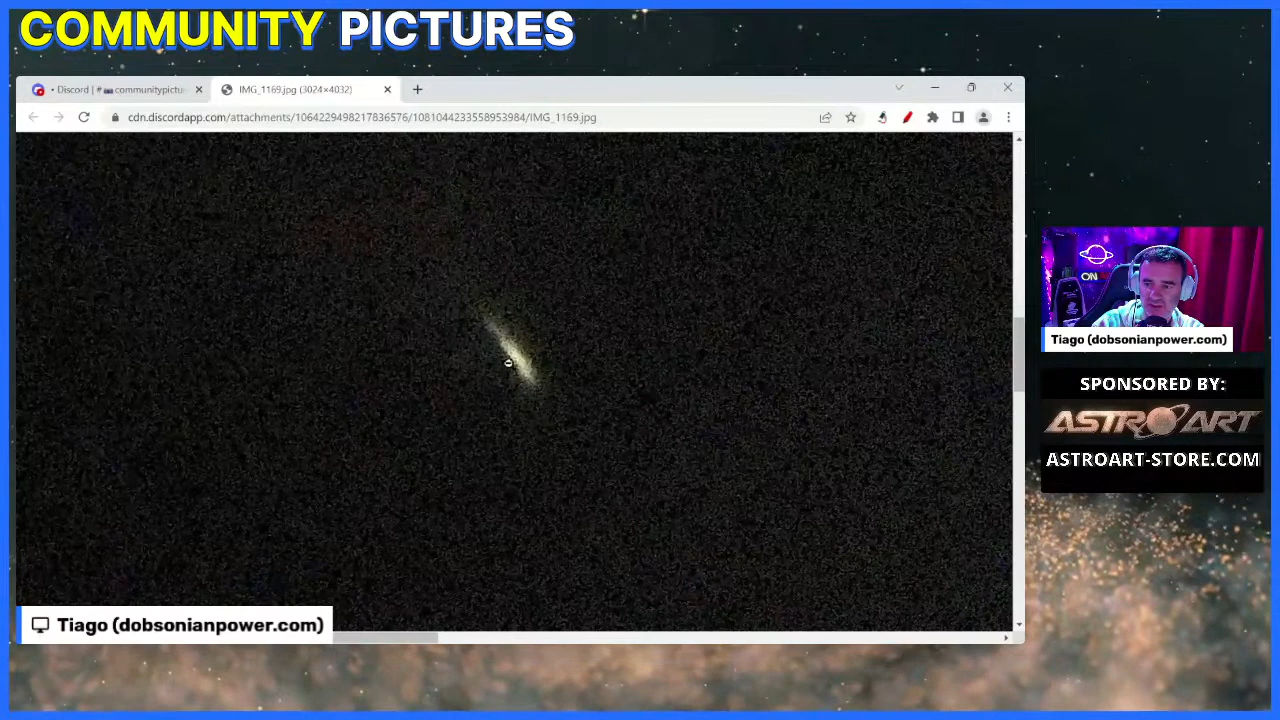 COMMUNITY PICTURES
• Discord | # communitypictu
IMG_1169.jpg (3024×4032)
cdn.discordapp.com/attachments/1064229498217836576/1081044233558953984/IMG_1169.jpg
ON
Tiago (dobsonianpower.com)
SPONSORED BY:
ASTROART
ASTROART-STORE.COM
Tiago (dobsonianpower.com)